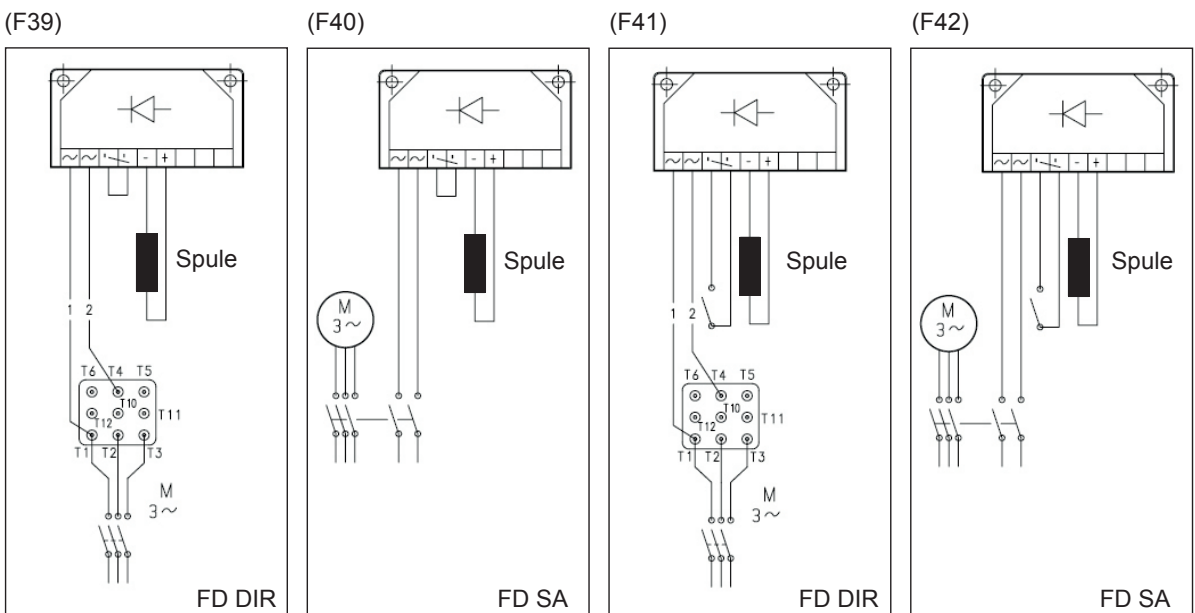 (F39)
(F40)
(F41)
(F42)
~ ~ - +
Spule
1 2
T6 T4 T5
T10
T12 T11
T1 T2 T3
M
3~
FD DIR
~ ~ - +
Spule
M
3~
FD SA
~ ~ - +
Spule
1 2
T6 T4 T5
T10
T12 T11
T1 T2 T3
M
3~
FD DIR
~ ~ - +
Spule
M
3~
FD SA